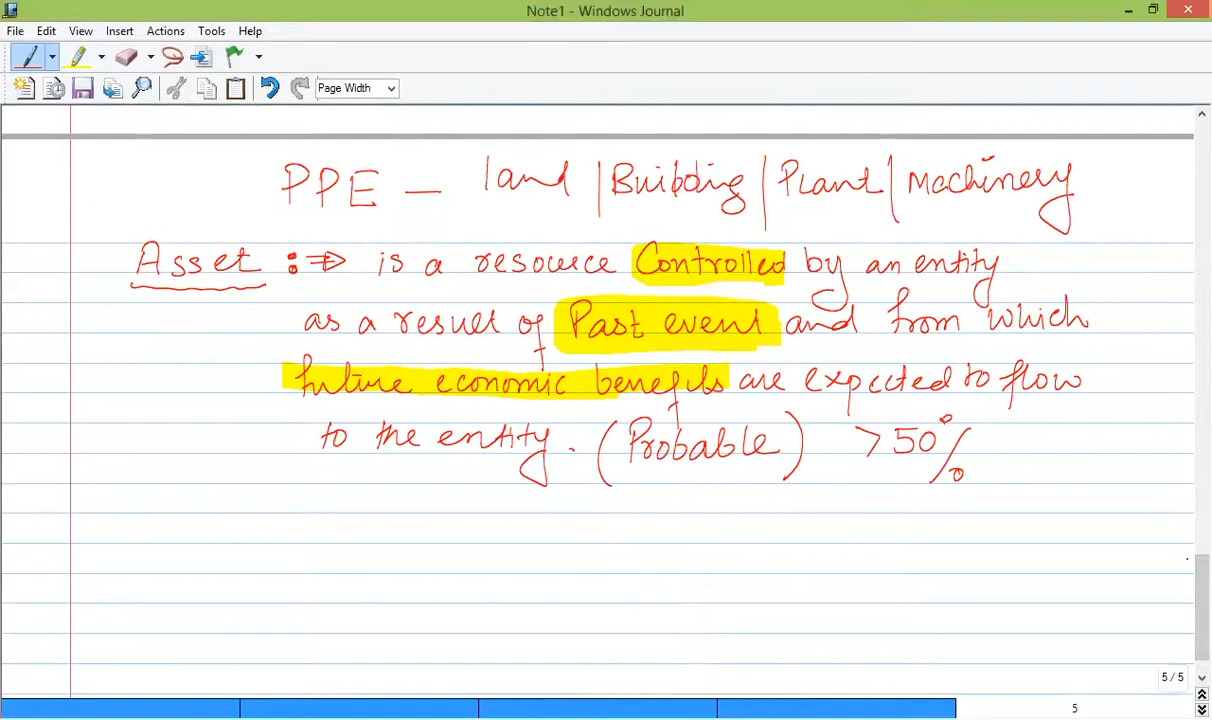 Note1 - Windows Journal
File Edit View Insert Actions Tools Help
Page Width
PPE - land | Building | Plant | Machinery
Asset :⇒ is a resource Controlled by an entity
as a result of Past event and from which
future economic benefits are expected to flow
to the entity. (Probable) > 50%
5 / 5
5